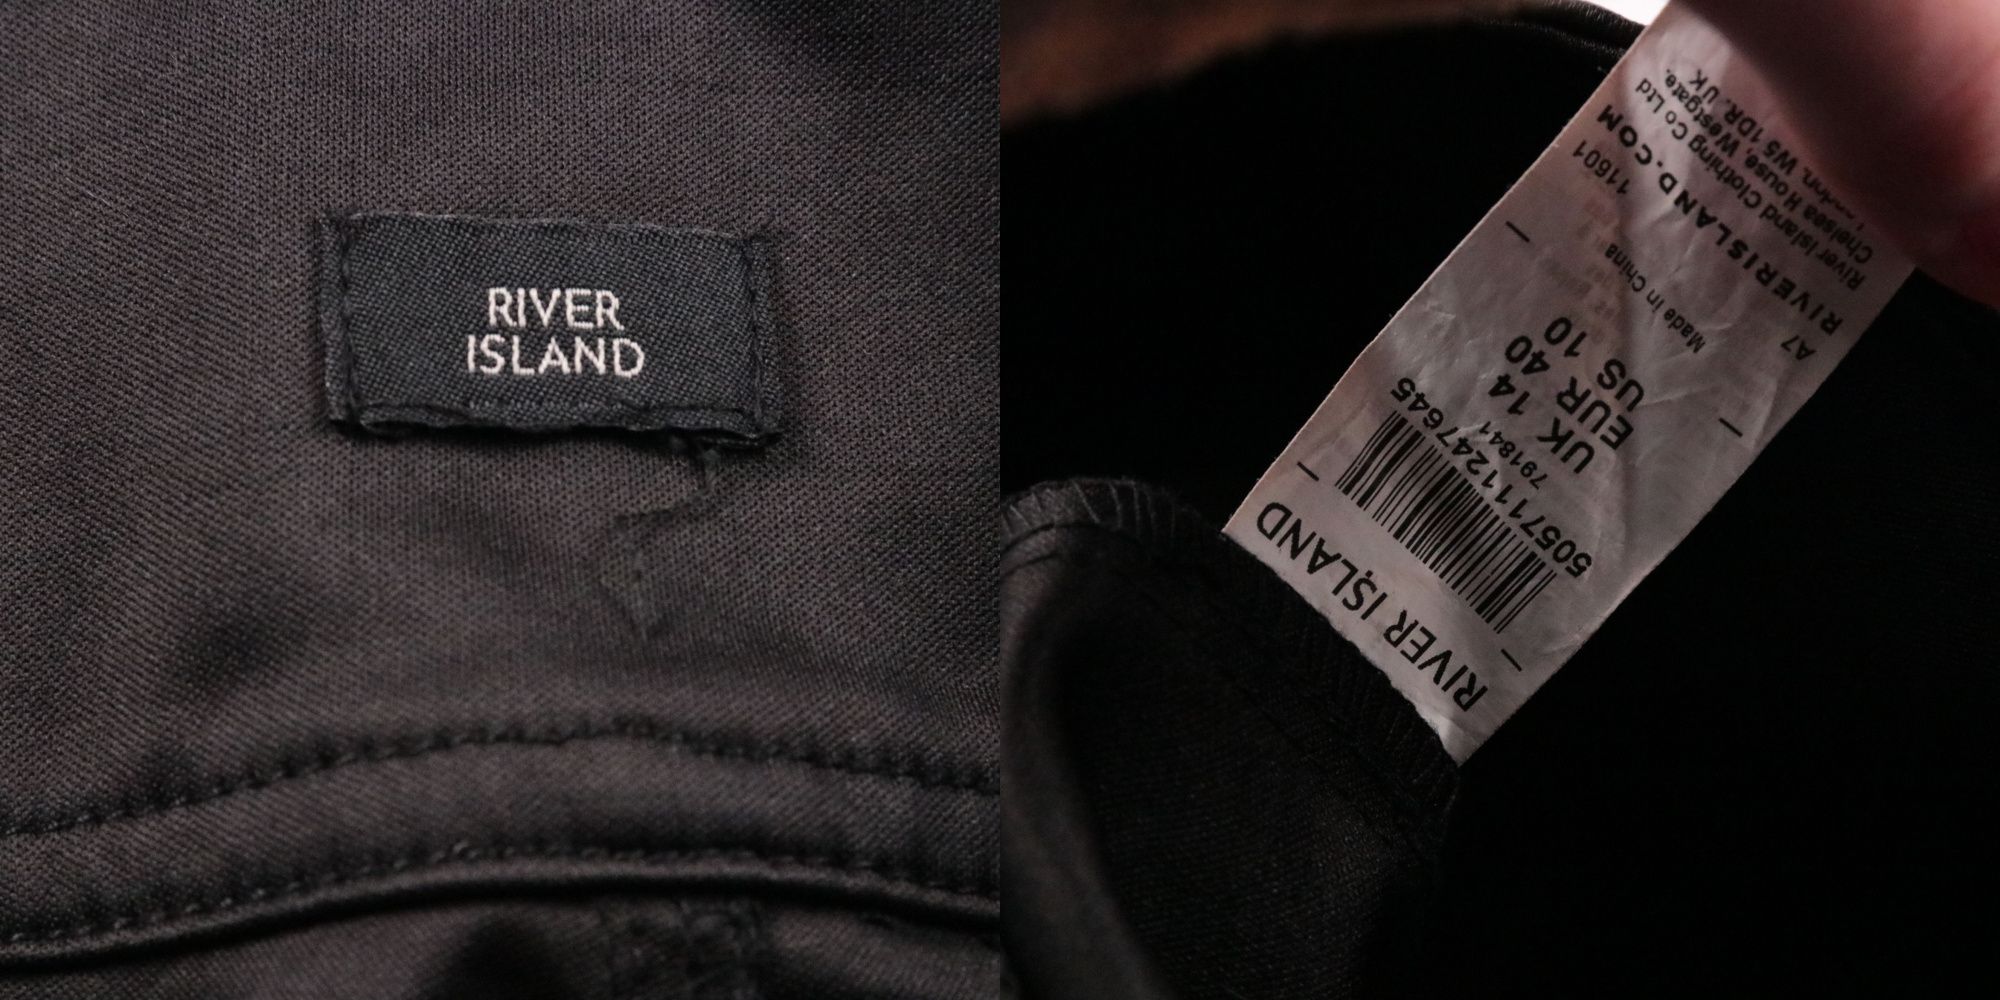 RIVER
ISLAND
RIVER ISLAND
5057111247645
791841
UK 14
EUR 40
US 10
Made in China
A7 11601
RIVERISLAND.COM
River Island Clothing Co Ltd
Chelsea House, Westgate,
W5 1DR. UK